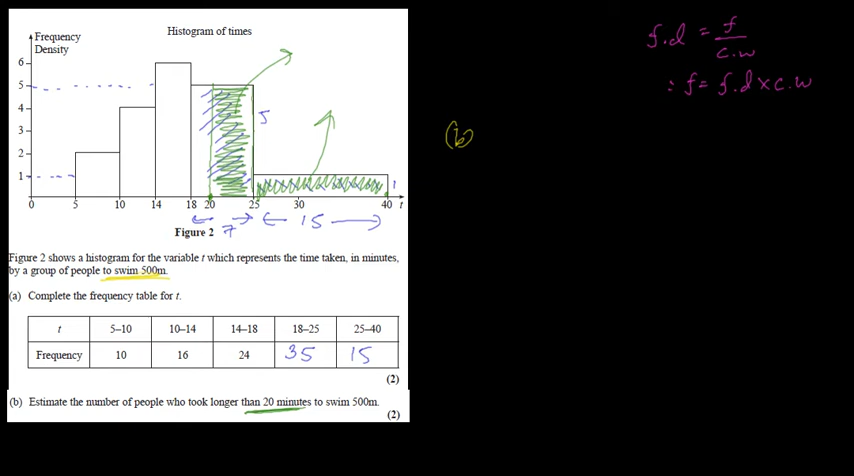 Histogram of times
Frequency
Density
6
5
4
3
2
1
5
1
0 5 10 14 18 20 25 30 40 t
7 15
Figure 2
Figure 2 shows a histogram for the variable t which represents the time taken, in minutes,
by a group of people to swim 500m.
(a) Complete the frequency table for t.
t 5–10 10–14 14–18 18–25 25–40
Frequency 10 16 24 35 15
(2)
(b) Estimate the number of people who took longer than 20 minutes to swim 500m.
(2)
f.d = f / c.w
∴ f = f.d × c.w
(b)